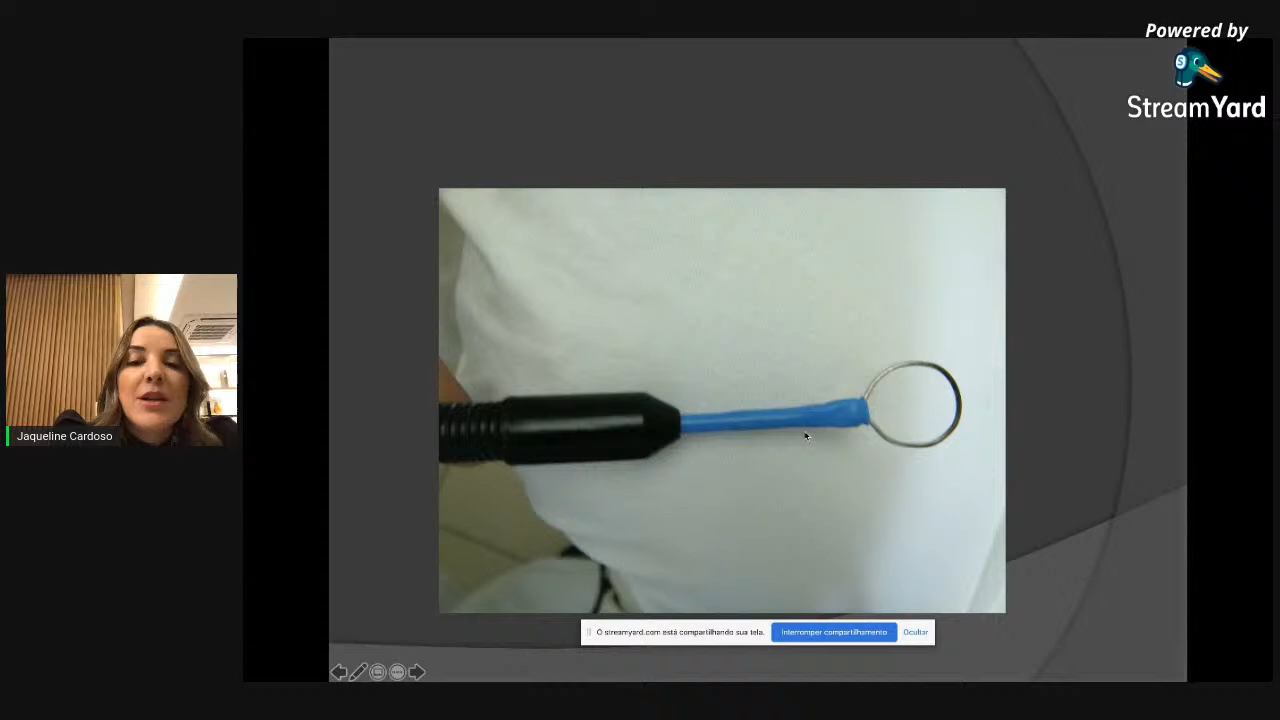 Powered by
StreamYard
Jaqueline Cardoso
O streamyard.com está compartilhando sua tela.
Interromper compartilhamento
Ocultar